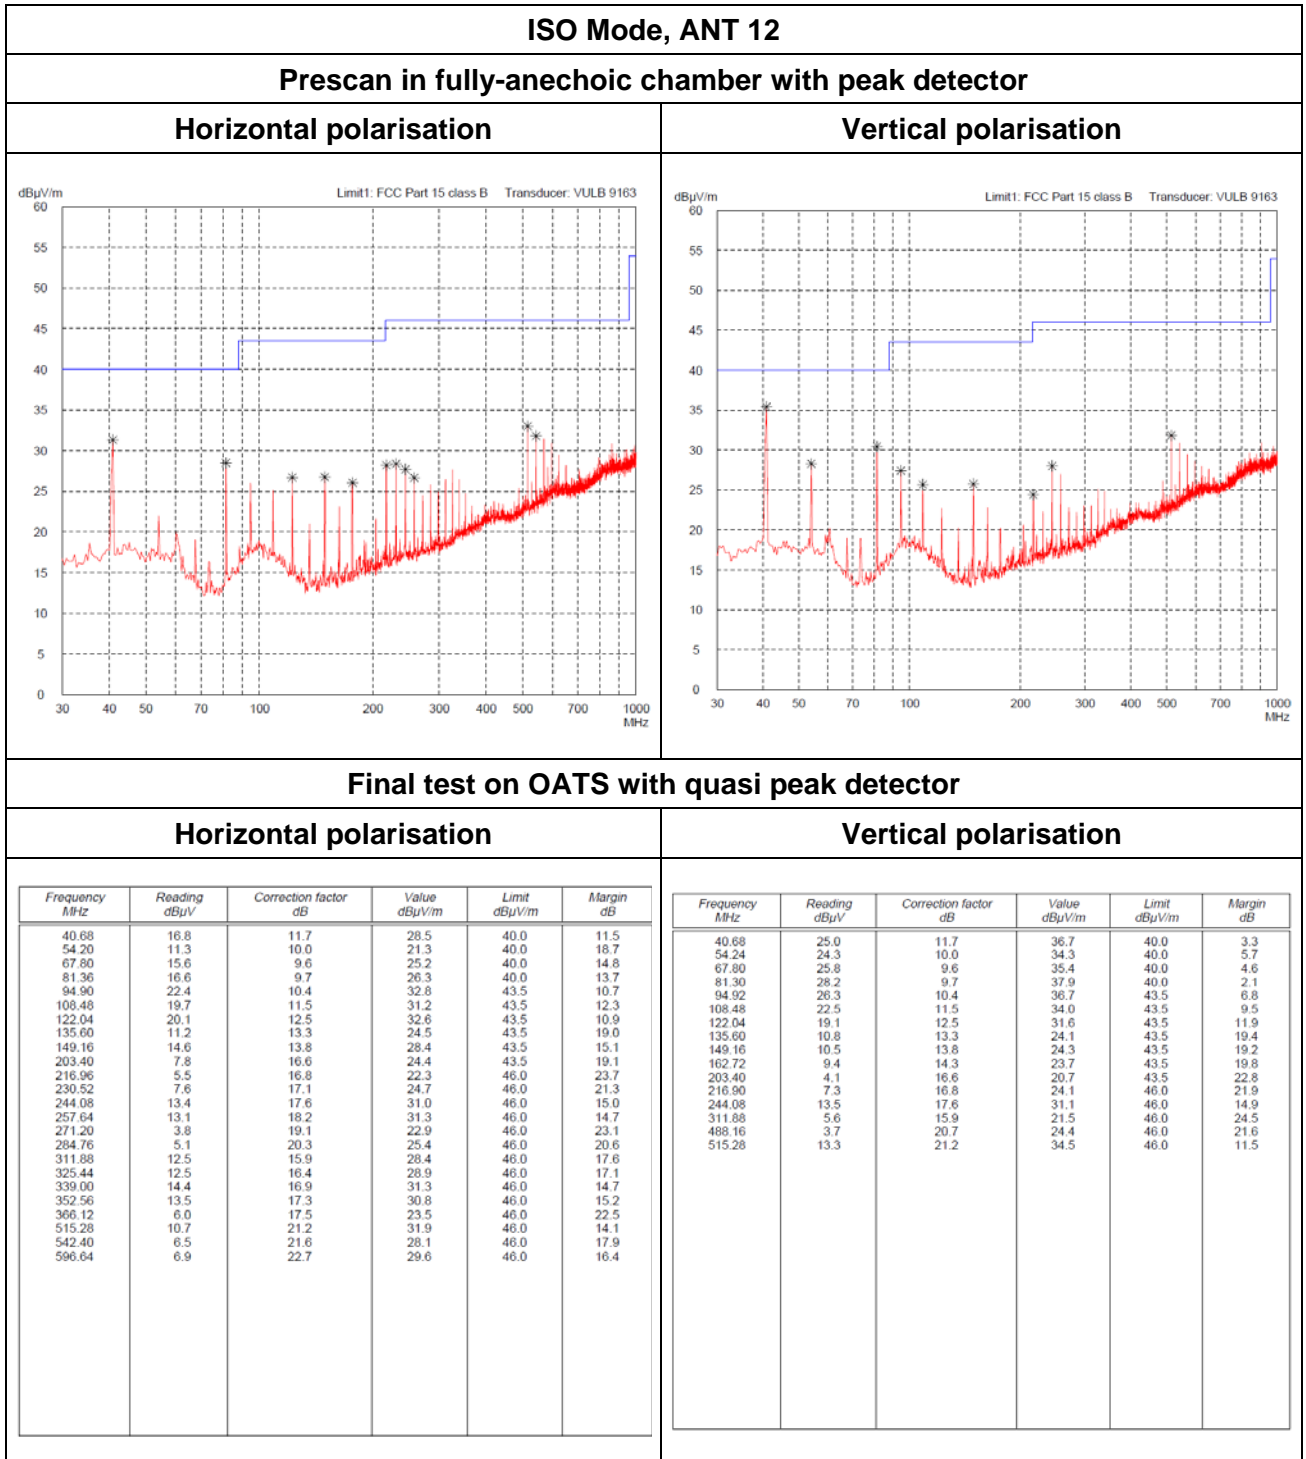 ISO Mode, ANT 12
Prescan in fully-anechoic chamber with peak detector
Horizontal polarisation
Vertical polarisation
dBµV/m Limit1: FCC Part 15 class B Transducer: VULB 9163
60
55
50
45
40
35
30
25
20
15
10
5
0
30 40 50 70 100 200 300 400 500 700 1000
MHz
dBµV/m Limit1: FCC Part 15 class B Transducer: VULB 9163
60
55
50
45
40
35
30
25
20
15
10
5
0
30 40 50 70 100 200 300 400 500 700 1000
MHz
Final test on OATS with quasi peak detector
Horizontal polarisation
Vertical polarisation
Frequency Reading Correction factor Value Limit Margin
MHz dBµV dB dBµV/m dBµV/m dB
40.68 16.8 11.7 28.5 40.0 11.5
54.20 11.3 10.0 21.3 40.0 18.7
67.80 15.6 9.6 25.2 40.0 14.8
81.36 16.6 9.7 26.3 40.0 13.7
94.90 22.4 10.4 32.8 43.5 10.7
108.48 19.7 11.5 31.2 43.5 12.3
122.04 20.1 12.5 32.6 43.5 10.9
135.60 11.2 13.3 24.5 43.5 19.0
149.16 14.6 13.8 28.4 43.5 15.1
203.40 7.8 16.6 24.4 43.5 19.1
216.96 5.5 16.8 22.3 46.0 23.7
230.52 7.6 17.1 24.7 46.0 21.3
244.08 13.4 17.6 31.0 46.0 15.0
257.64 13.1 18.2 31.3 46.0 14.7
271.20 3.8 19.1 22.9 46.0 23.1
284.76 5.1 20.3 25.4 46.0 20.6
311.88 12.5 15.9 28.4 46.0 17.6
325.44 12.5 16.4 28.9 46.0 17.1
339.00 14.4 16.9 31.3 46.0 14.7
352.56 13.5 17.3 30.8 46.0 15.2
366.12 6.0 17.5 23.5 46.0 22.5
515.28 10.7 21.2 31.9 46.0 14.1
542.40 6.5 21.6 28.1 46.0 17.9
596.64 6.9 22.7 29.6 46.0 16.4
Frequency Reading Correction factor Value Limit Margin
MHz dBµV dB dBµV/m dBµV/m dB
40.68 25.0 11.7 36.7 40.0 3.3
54.24 24.3 10.0 34.3 40.0 5.7
67.80 25.8 9.6 35.4 40.0 4.6
81.30 28.2 9.7 37.9 40.0 2.1
94.92 26.3 10.4 36.7 43.5 6.8
108.48 22.5 11.5 34.0 43.5 9.5
122.04 19.1 12.5 31.6 43.5 11.9
135.60 10.8 13.3 24.1 43.5 19.4
149.16 10.5 13.8 24.3 43.5 19.2
162.72 9.4 14.3 23.7 43.5 19.8
203.40 4.1 16.6 20.7 43.5 22.8
216.90 7.3 16.8 24.1 46.0 21.9
244.08 13.5 17.6 31.1 46.0 14.9
311.88 5.6 15.9 21.5 46.0 24.5
488.16 3.7 20.7 24.4 46.0 21.6
515.28 13.3 21.2 34.5 46.0 11.5